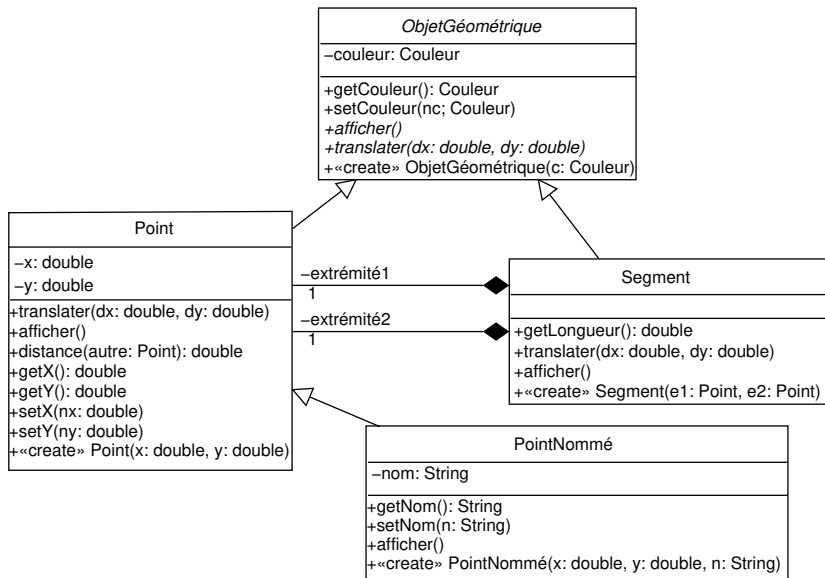 ObjetGéométrique
−couleur: Couleur
+getCouleur(): Couleur
+setCouleur(nc; Couleur)
+afficher()
+translater(dx: double, dy: double)
+«create» ObjetGéométrique(c: Couleur)
Point
−x: double
−y: double
+translater(dx: double, dy: double)
+afficher()
+distance(autre: Point): double
+getX(): double
+getY(): double
+setX(nx: double)
+setY(ny: double)
+«create» Point(x: double, y: double)
−extrémité1
1
−extrémité2
1
Segment
+getLongueur(): double
+translater(dx: double, dy: double)
+afficher()
+«create» Segment(e1: Point, e2: Point)
PointNommé
−nom: String
+getNom(): String
+setNom(n: String)
+afficher()
+«create» PointNommé(x: double, y: double, n: String)